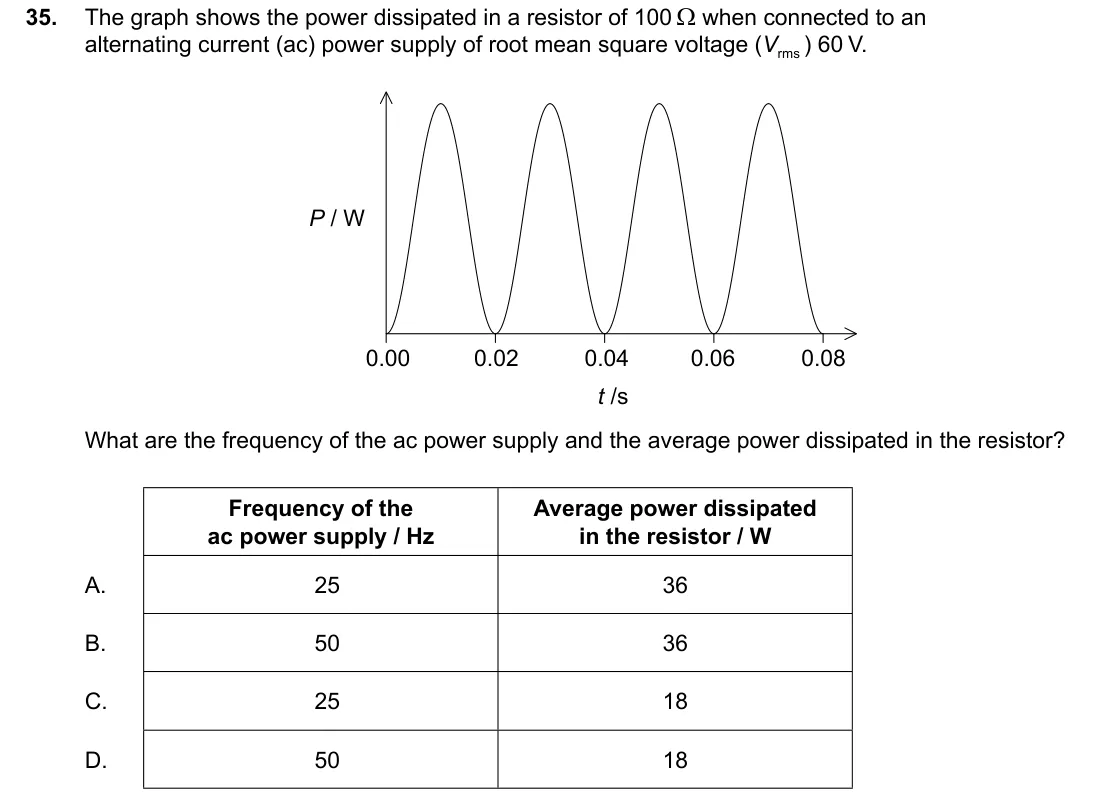 35. The graph shows the power dissipated in a resistor of 100 Ω when connected to an
alternating current (ac) power supply of root mean square voltage (Vrms ) 60 V.
P / W
0.00 0.02 0.04 0.06 0.08
t /s
What are the frequency of the ac power supply and the average power dissipated in the resistor?
Frequency of the Average power dissipated
ac power supply / Hz in the resistor / W
A. 25 36
B. 50 36
C. 25 18
D. 50 18